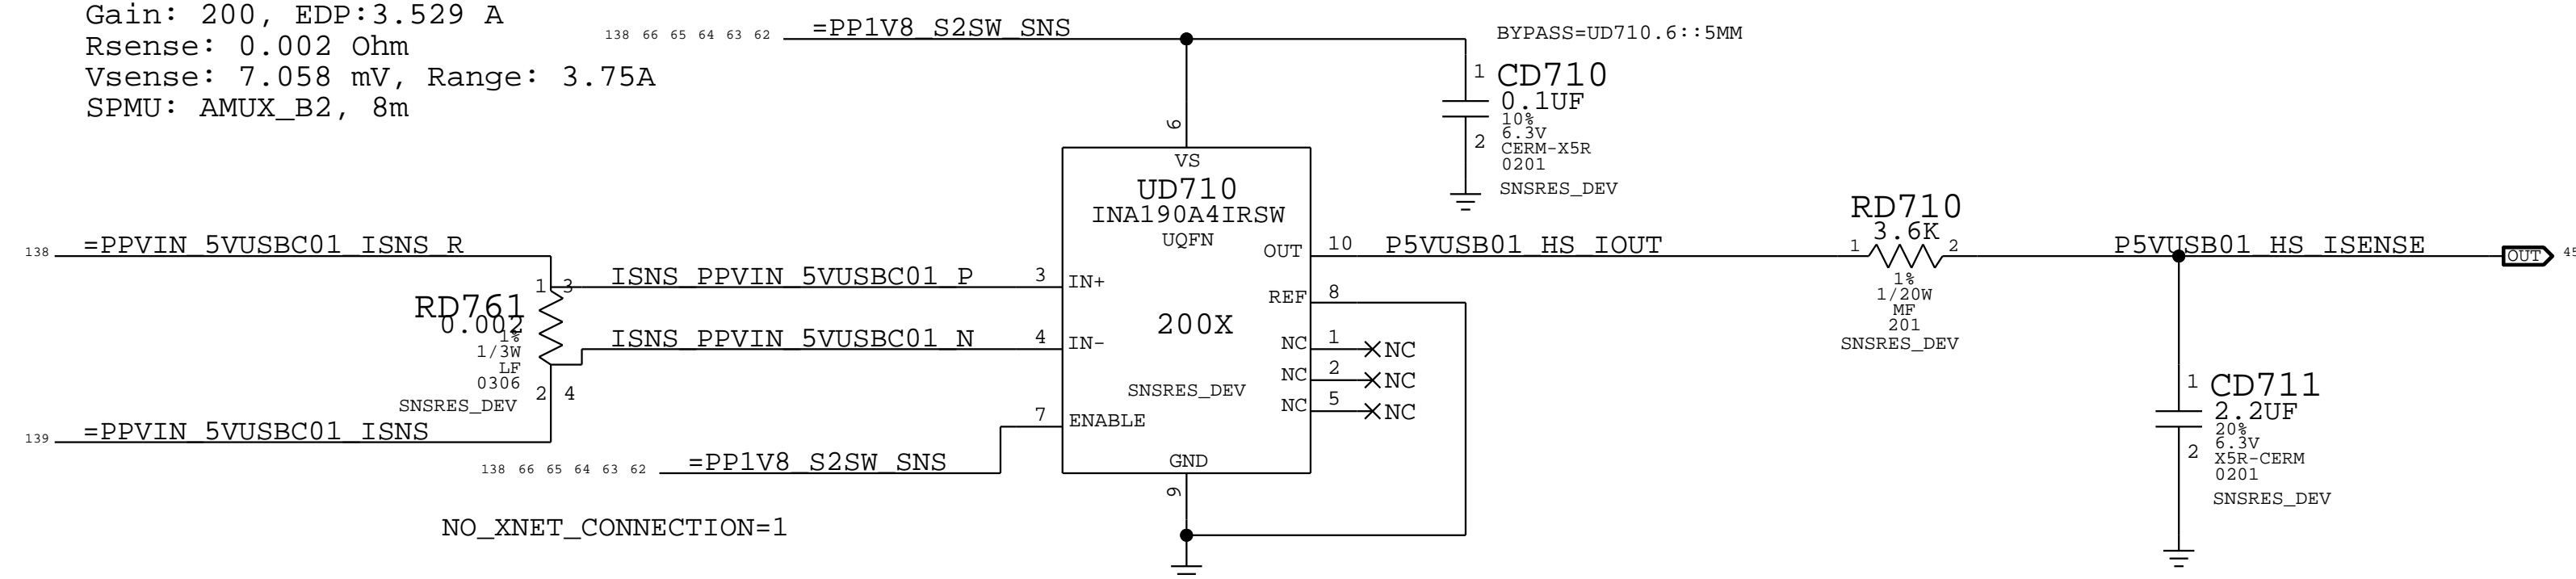 Gain: 200, EDP:3.529 A
Rsense: 0.002 Ohm
Vsense: 7.058 mV, Range: 3.75A
SPMU: AMUX_B2, 8m
138 66 65 64 63 62 =PP1V8_S2SW_SNS
BYPASS=UD710.6::5MM
1 CD710
0.1UF
10%
6.3V
2 CERM-X5R
0201
SNSRES_DEV
6
VS
UD710
INA190A4IRSW
UQFN
200X
SNSRES_DEV
138 =PPVIN_5VUSBC01_ISNS_R
1 3
RD761
0.002
1%
1/3W
LF
0306
SNSRES_DEV
2 4
139 =PPVIN_5VUSBC01_ISNS
ISNS_PPVIN_5VUSBC01_P 3 IN+
ISNS_PPVIN_5VUSBC01_N 4 IN-
7 ENABLE
138 66 65 64 63 62 =PP1V8_S2SW_SNS
GND
9
NO_XNET_CONNECTION=1
OUT 10 P5VUSB01_HS_IOUT
REF 8
NC 1 NC
NC 2 NC
NC 5 NC
RD710
3.6K
1 2
1%
1/20W
MF
201
SNSRES_DEV
P5VUSB01_HS_ISENSE OUT 45
1 CD711
2.2UF
20%
6.3V
2 X5R-CERM
0201
SNSRES_DEV